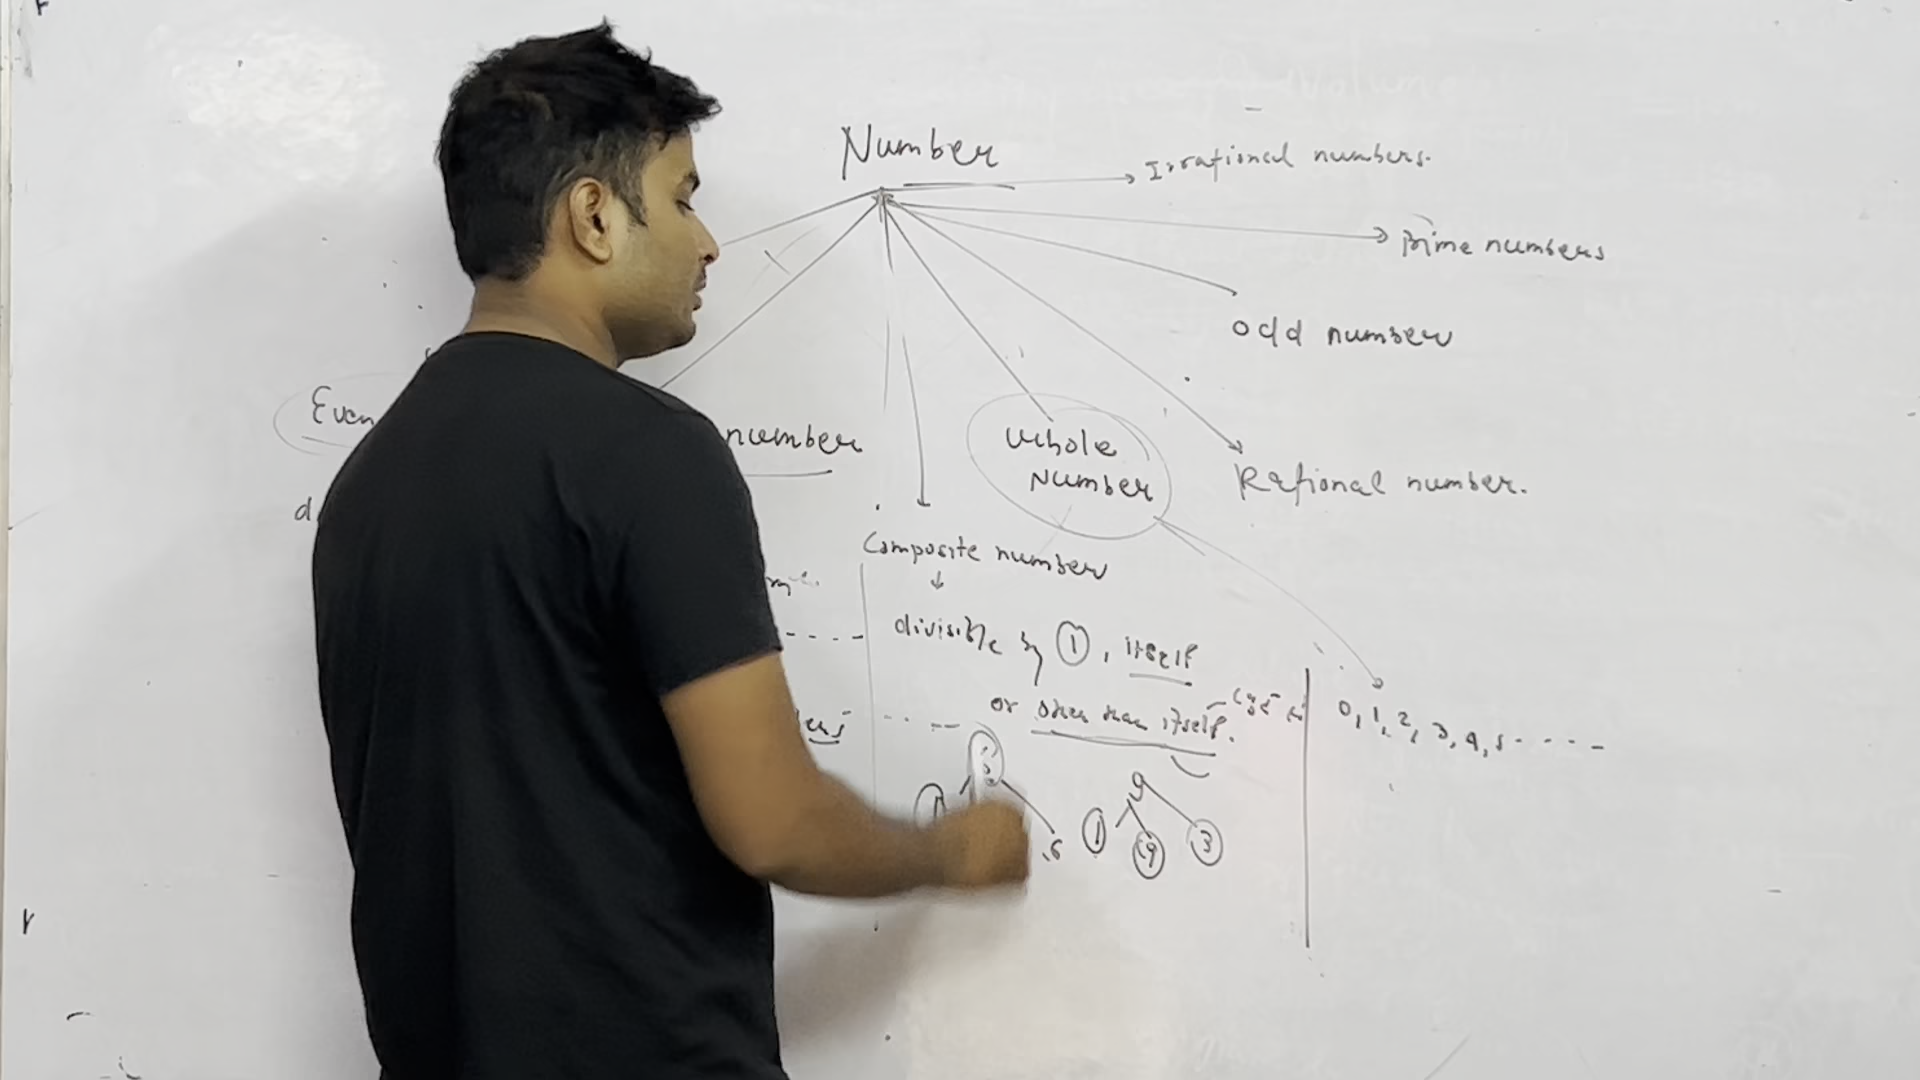 Number
Irrational numbers.
Prime numbers
Odd number
Even
number
Whole
Number
Rational number.
Composite number
divisible by 1, itself
or other than itself.
0, 1, 2, 3, 4, 5 - - - -
9
1 9 3